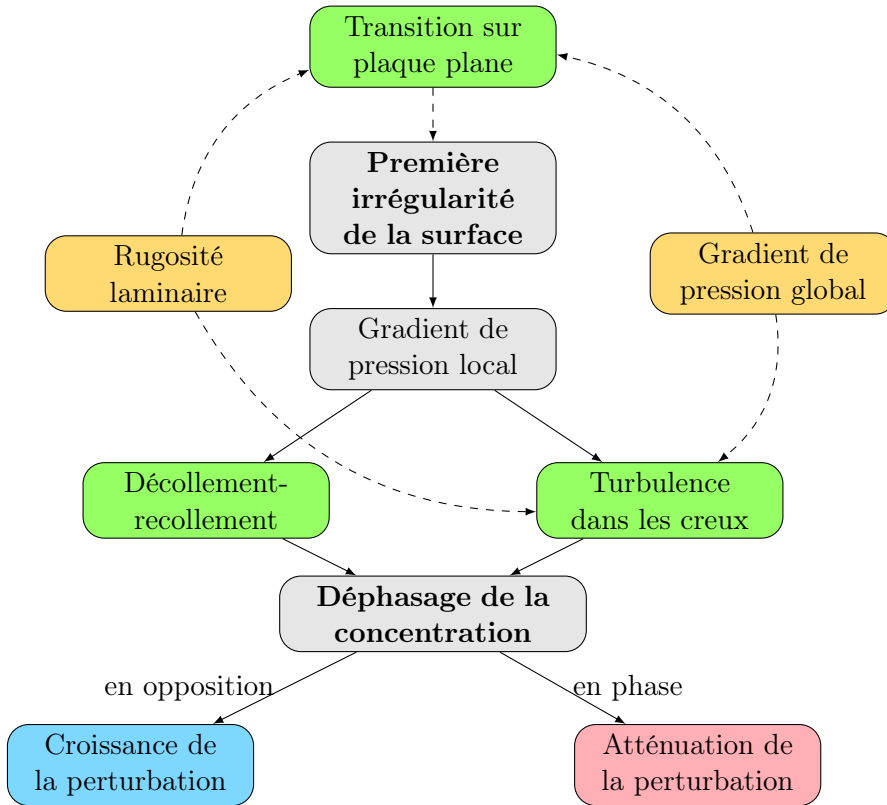 Transition sur
plaque plane
Première
irrégularité
de la surface
Rugosité
laminaire
Gradient de
pression global
Gradient de
pression local
Décollement-
recollement
Turbulence
dans les creux
Déphasage de la
concentration
en opposition
en phase
Croissance de
la perturbation
Atténuation de
la perturbation